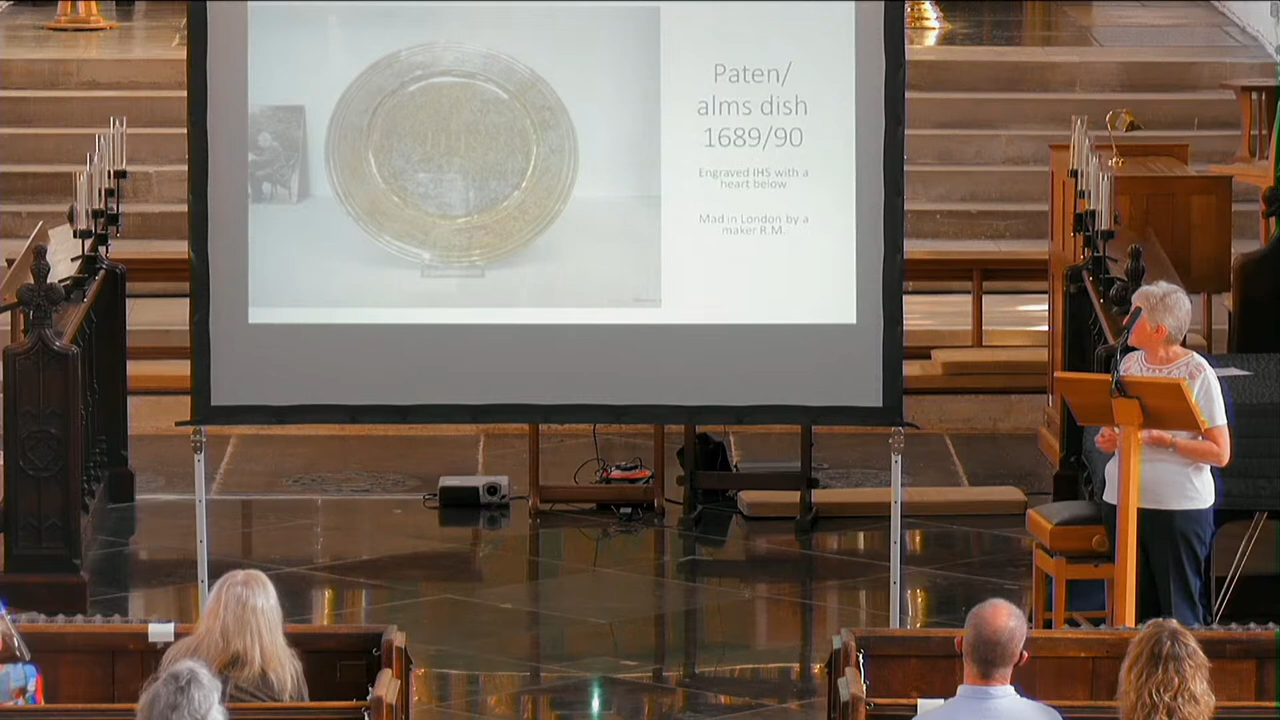 Paten/
alms dish
1689/90
Engraved IHS with a
heart below
Mad in London by a
maker R.M.